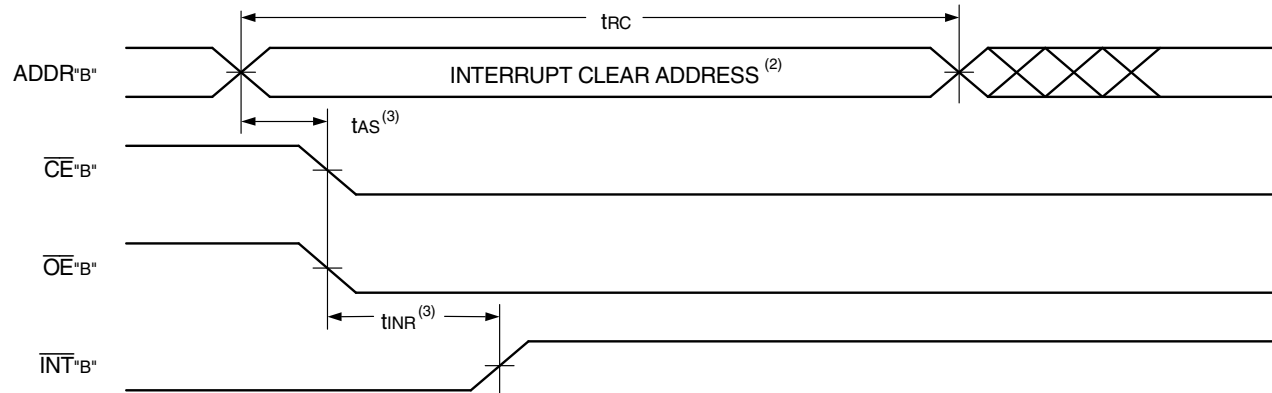 tRC
ADDR"B"
INTERRUPT CLEAR ADDRESS (2)
tAS (3)
CE"B"
OE"B"
tINR (3)
INT"B"